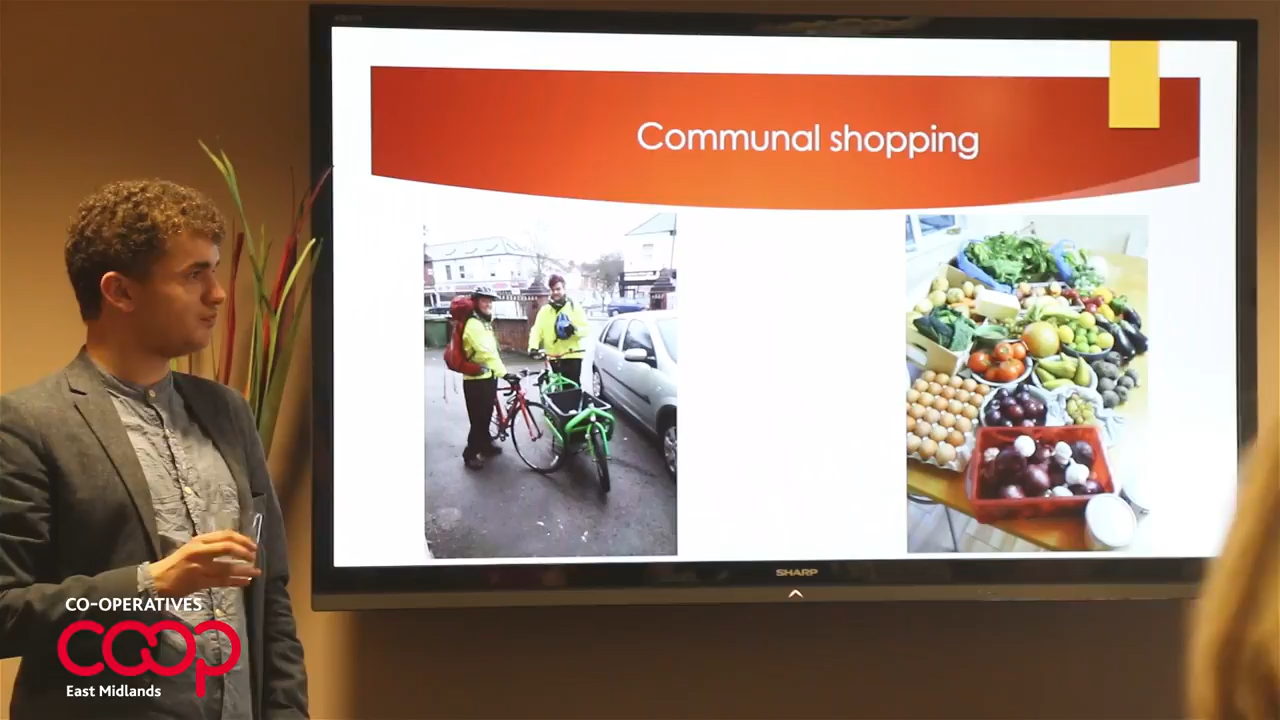 Communal shopping
SHARP
CO-OPERATIVES
coop
East Midlands